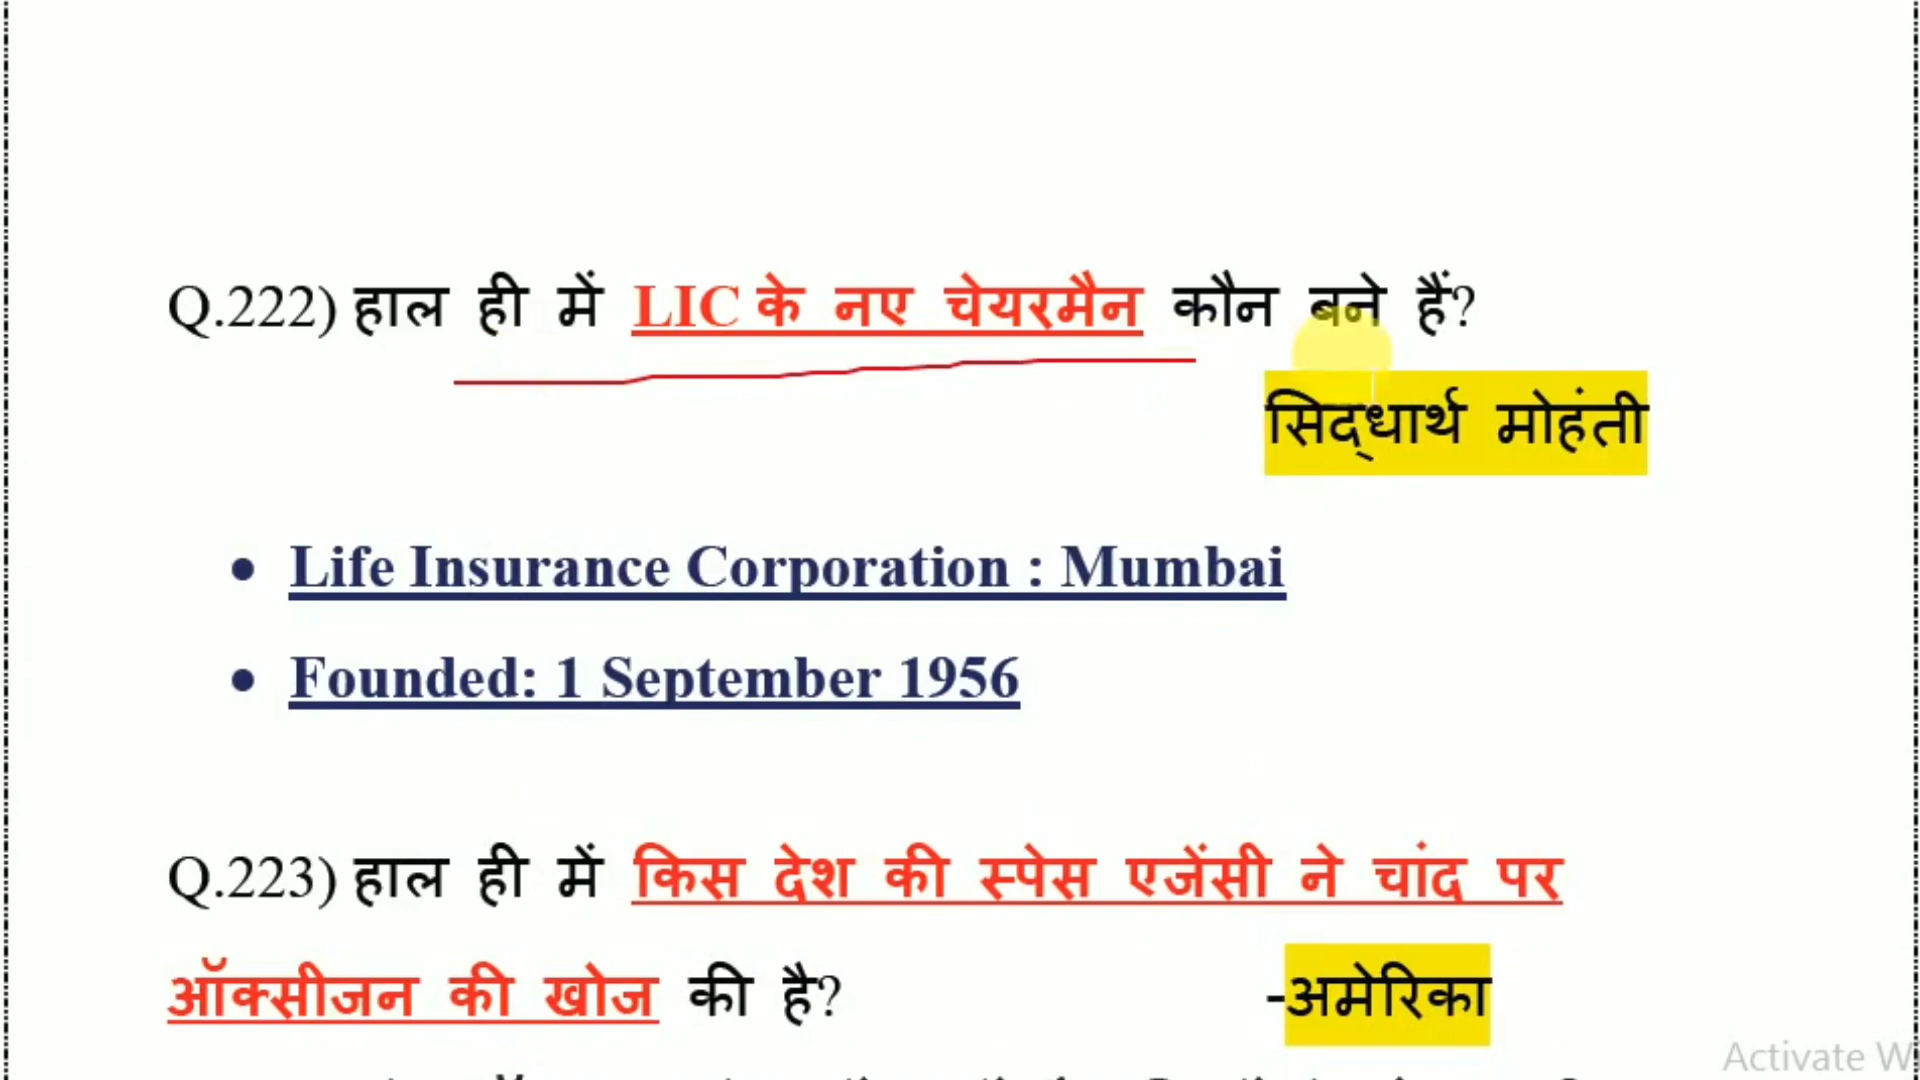 Q.222) हाल ही में LIC के नए चेयरमैन कौन बने हैं?
सिद्धार्थ मोहंती
• Life Insurance Corporation : Mumbai
• Founded: 1 September 1956
Q.223) हाल ही में किस देश की स्पेस एजेंसी ने चांद पर
ऑक्सीजन की खोज की है? -अमेरिका
Activate W